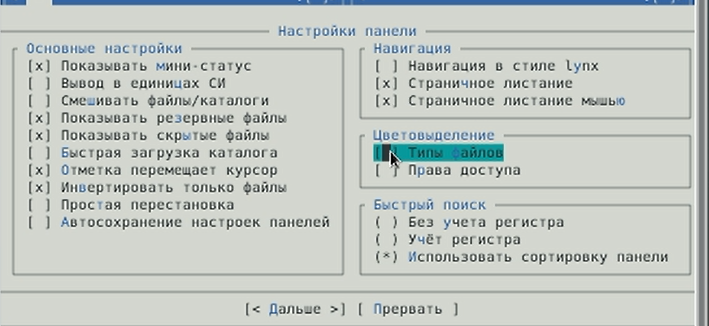 Настройки панели
Основные настройки
[x] Показывать мини-статус
[ ] Вывод в единицах СИ
[ ] Смешивать файлы/каталоги
[x] Показывать резервные файлы
[x] Показывать скрытые файлы
[ ] Быстрая загрузка каталога
[x] Отметка перемещает курсор
[x] Инвертировать только файлы
[ ] Простая перестановка
[ ] Автосохранение настроек панелей
Навигация
[ ] Навигация в стиле lynx
[x] Страничное листание
[x] Страничное листание мышью
Цветовыделение
[ ] Типы файлов
[ ] Права доступа
Быстрый поиск
( ) Без учета регистра
( ) Учёт регистра
(*) Использовать сортировку панели
[< Дальше >] [ Прервать ]